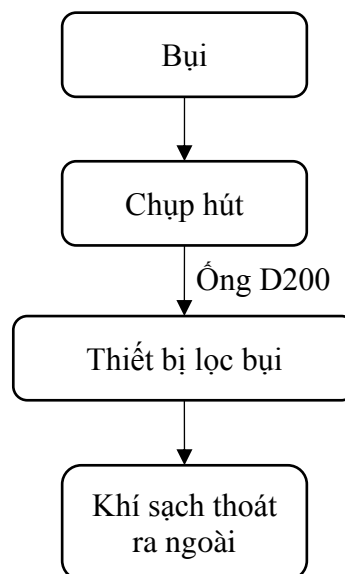 Bụi
Chụp hút
Ống D200
Thiết bị lọc bụi
Khí sạch thoát
ra ngoài